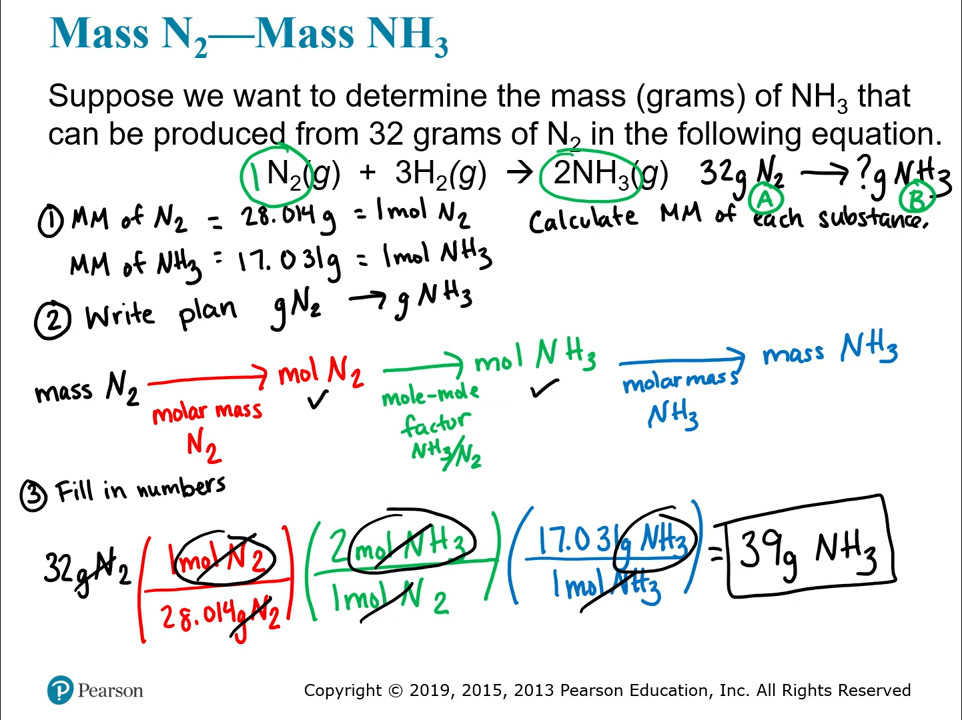 Mass N₂—Mass NH₃
Suppose we want to determine the mass (grams) of NH₃ that
can be produced from 32 grams of N₂ in the following equation.
1 N₂(g) + 3H₂(g) → 2NH₃(g) 32g N₂ → ?g NH₃
A B
① MM of N₂ = 28.014g = 1mol N₂ Calculate MM of each substance.
MM of NH₃ = 17.031g = 1mol NH₃
② Write plan gN₂ → g NH₃
mass N₂ → mol N₂ → mol NH₃ → mass NH₃
molar mass ✓ mole-mole ✓ molar mass
N₂ factor NH₃
NH₃/N₂
③ Fill in numbers
32gN₂ (1mol N₂ / 28.014gN₂) (2mol NH₃ / 1mol N₂) (17.031g NH₃ / 1mol NH₃) = 39g NH₃
P Pearson Copyright © 2019, 2015, 2013 Pearson Education, Inc. All Rights Reserved